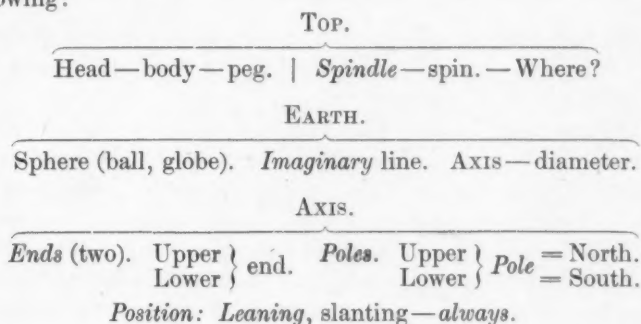 owing:
TOP.
Head—body—peg. | Spindle—spin.—Where?
EARTH.
Sphere (ball, globe). Imaginary line. AXIS—diameter.
AXIS.
Ends (two). Upper } end. Poles. Upper } Pole = North.
Lower } Lower } = South.
Position: Leaning, slanting—always.